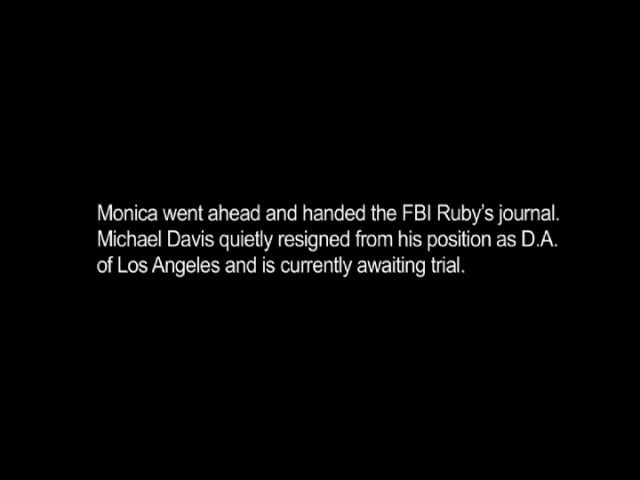 Monica went ahead and handed the FBI Ruby's journal.
Michael Davis quietly resigned from his position as D.A.
of Los Angeles and is currently awaiting trial.